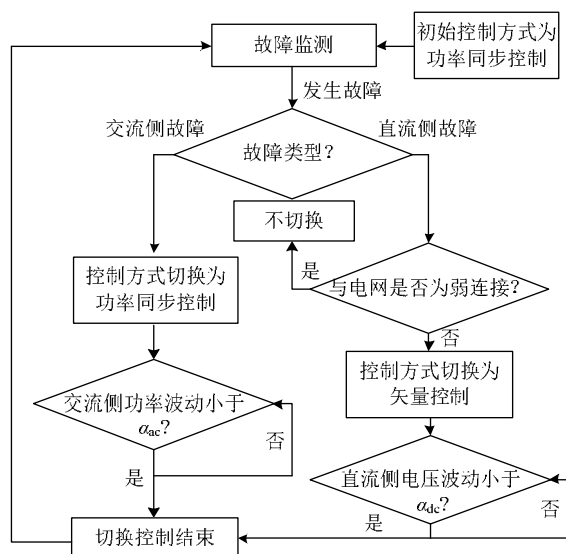 故障监测
初始控制方式为
功率同步控制
发生故障
交流侧故障
直流侧故障
故障类型?
不切换
是
控制方式切换为
功率同步控制
与电网是否为弱连接?
否
控制方式切换为
矢量控制
交流侧功率波动小于
αac?
否
是
直流侧电压波动小于
αdc?
是
否
切换控制结束